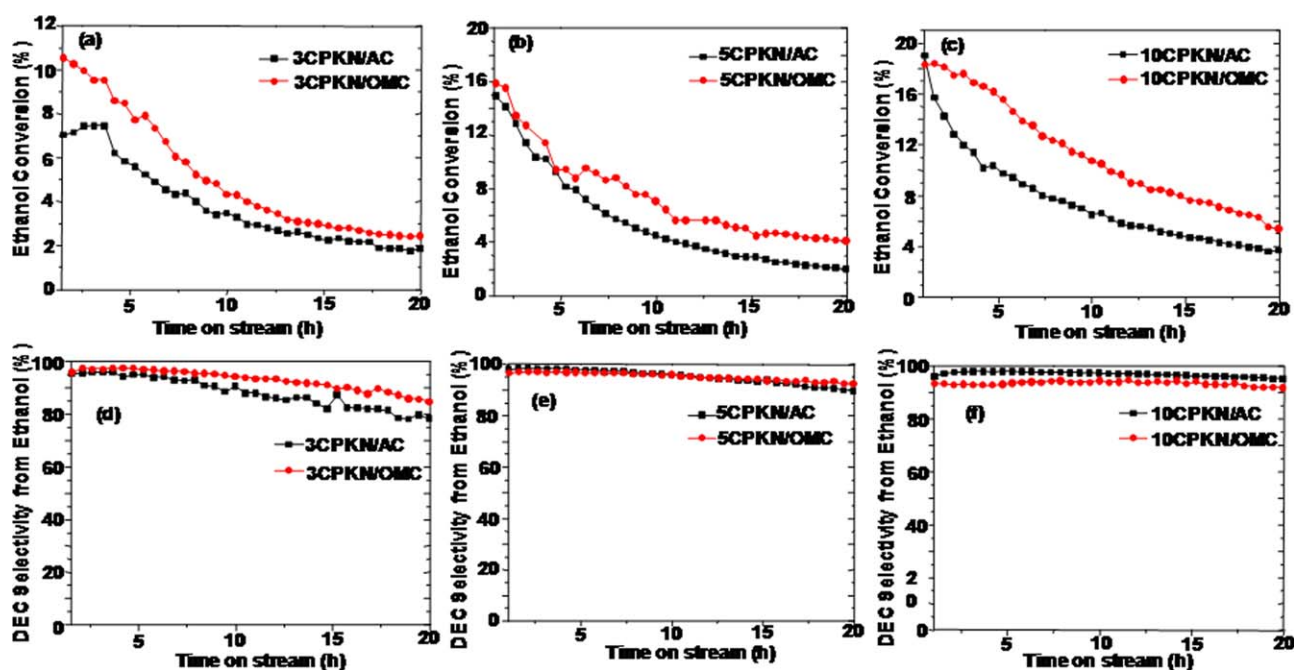 Ethanol Conversion (%)
12
10
8
6
4
2
0
(a)
3CPKN/AC
3CPKN/OMC
5
10
15
20
Time on stream (h)
Ethanol Conversion (%)
20
16
12
8
4
0
(b)
5CPKN/AC
5CPKN/OMC
5
10
15
20
Time on stream (h)
Ethanol Conversion (%)
20
16
12
8
4
0
(c)
10CPKN/AC
10CPKN/OMC
5
10
15
20
Time on stream (h)
DEC Selectivity from Ethanol (%)
100
80
60
40
20
0
(d)
3CPKN/AC
3CPKN/OMC
5
10
15
20
Time on stream (h)
DEC Selectivity from Ethanol (%)
100
80
60
40
20
0
(e)
5CPKN/AC
5CPKN/OMC
5
10
15
20
Time on stream (h)
DEC Selectivity from Ethanol (%)
100
80
60
40
2
0
(f)
10CPKN/AC
10CPKN/OMC
5
10
15
20
Time on stream (h)